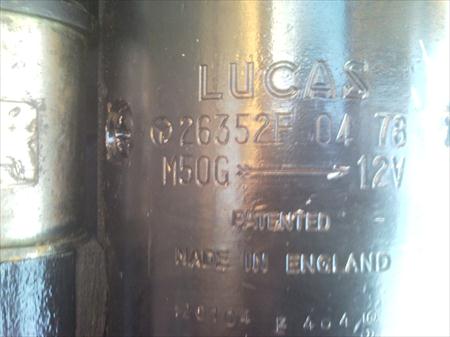 LUCAS
26352F 04 78
M50G 12V
PATENTED
MADE IN ENGLAND